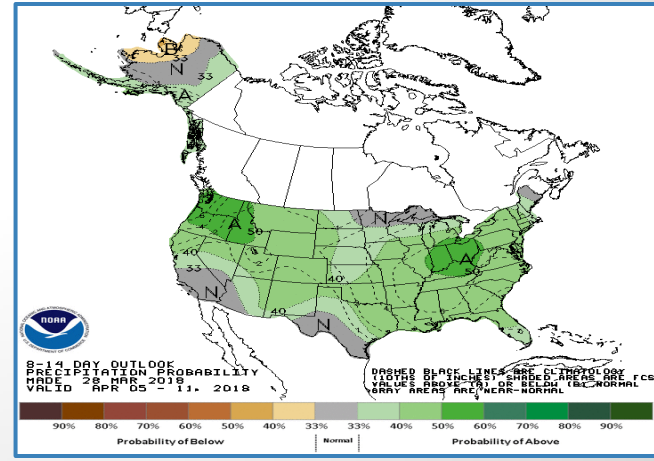 B
33
N
33
A
A
50
N
40
33
N
40
A
50
40
N
NOAA
8-14 DAY OUTLOOK
PRECIPITATION PROBABILITY
MADE 28 MAR 2018
VALID APR 05 - 11, 2018
DASHED BLACK LINES ARE CLIMATOLOGY
(10THS OF INCHES) SHADED AREAS ARE FCST
VALUES ABOVE (A) OR BELOW (B) NORMAL
GRAY AREAS ARE NEAR-NORMAL
90% 80% 70% 60% 50% 40% 33% 33% 33% 40% 50% 60% 70% 80% 90%
Probability of Below Normal Probability of Above